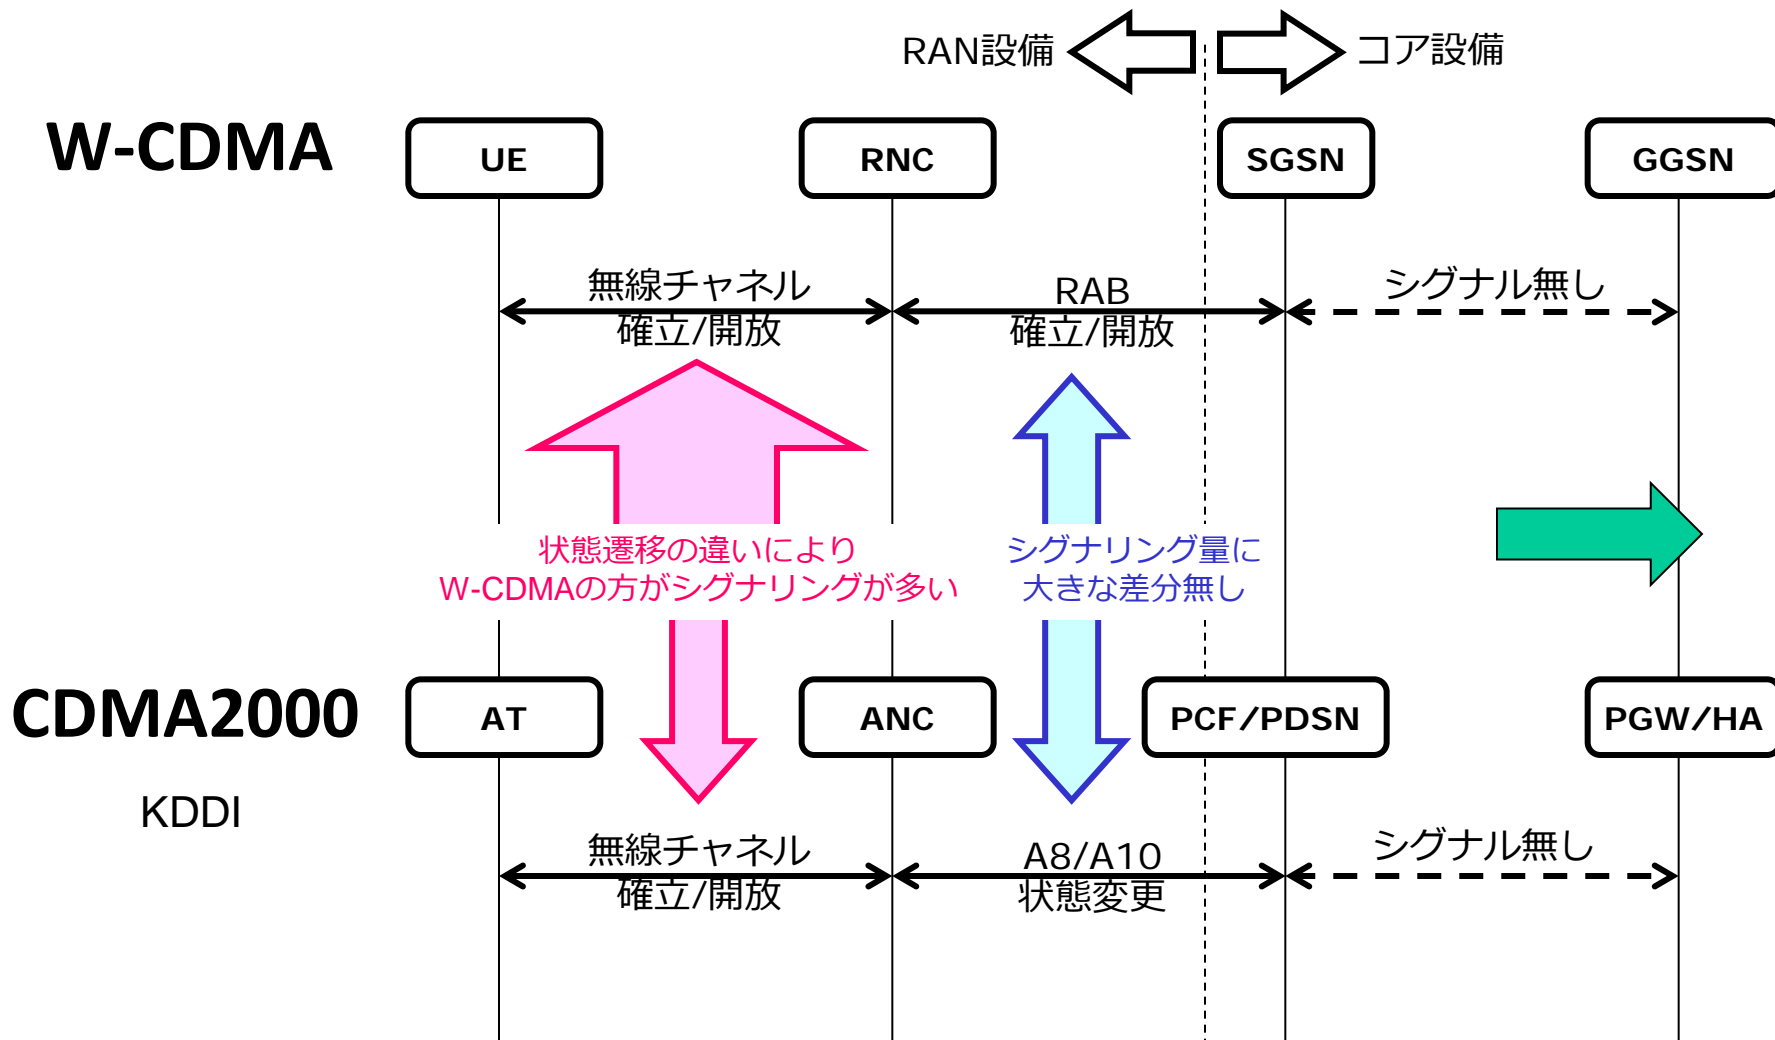 RAN設備
コア設備
W-CDMA
UE
RNC
SGSN
GGSN
無線チャネル
確立/開放
RAB
確立/開放
シグナル無し
状態遷移の違いにより
W-CDMAの方がシグナリングが多い
シグナリング量に
大きな差分無し
CDMA2000
AT
ANC
PCF/PDSN
PGW/HA
KDDI
無線チャネル
確立/開放
A8/A10
状態変更
シグナル無し